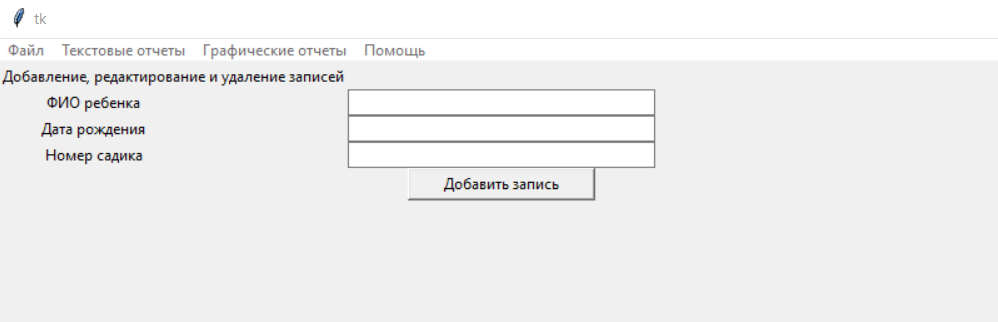 tk
Файл Текстовые отчеты Графические отчеты Помощь
Добавление, редактирование и удаление записей
ФИО ребенка
Дата рождения
Номер садика
Добавить запись